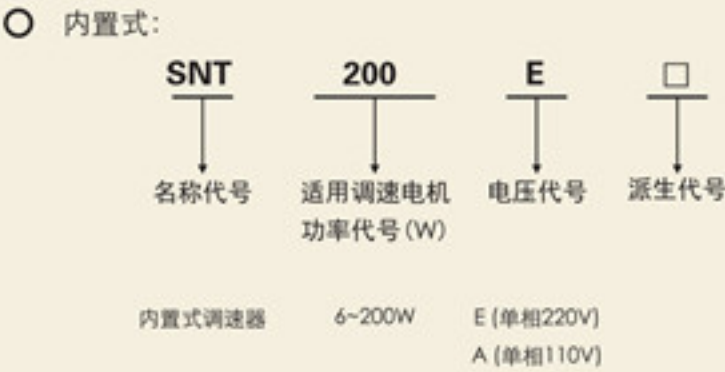 内置式:
SNT 200 E □
名称代号 适用调速电机 电压代号 派生代号
功率代号(W)
内置式调速器 6~200W E (单相220V)
A (单相110V)